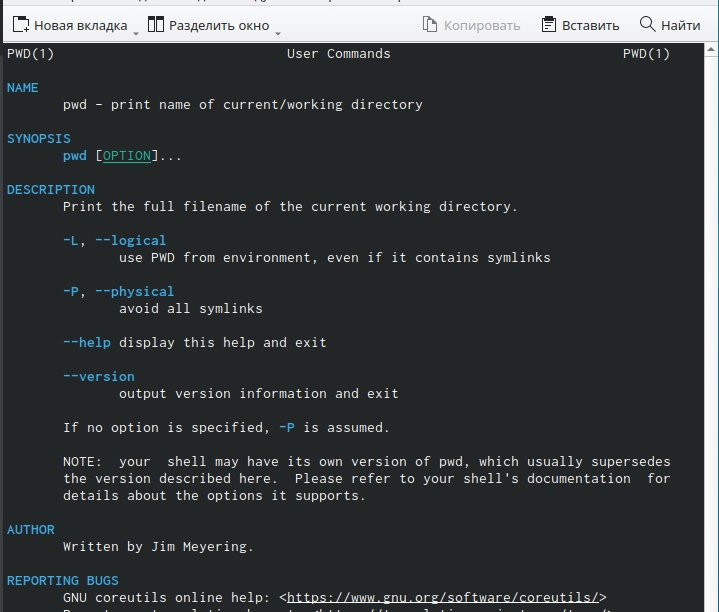 Новая вкладка Разделить окно Копировать Вставить Найти
PWD(1) User Commands PWD(1)
NAME
pwd - print name of current/working directory
SYNOPSIS
pwd [OPTION]...
DESCRIPTION
Print the full filename of the current working directory.
-L, --logical
use PWD from environment, even if it contains symlinks
-P, --physical
avoid all symlinks
--help display this help and exit
--version
output version information and exit
If no option is specified, -P is assumed.
NOTE: your shell may have its own version of pwd, which usually supersedes
the version described here. Please refer to your shell's documentation for
details about the options it supports.
AUTHOR
Written by Jim Meyering.
REPORTING BUGS
GNU coreutils online help: <https://www.gnu.org/software/coreutils/>